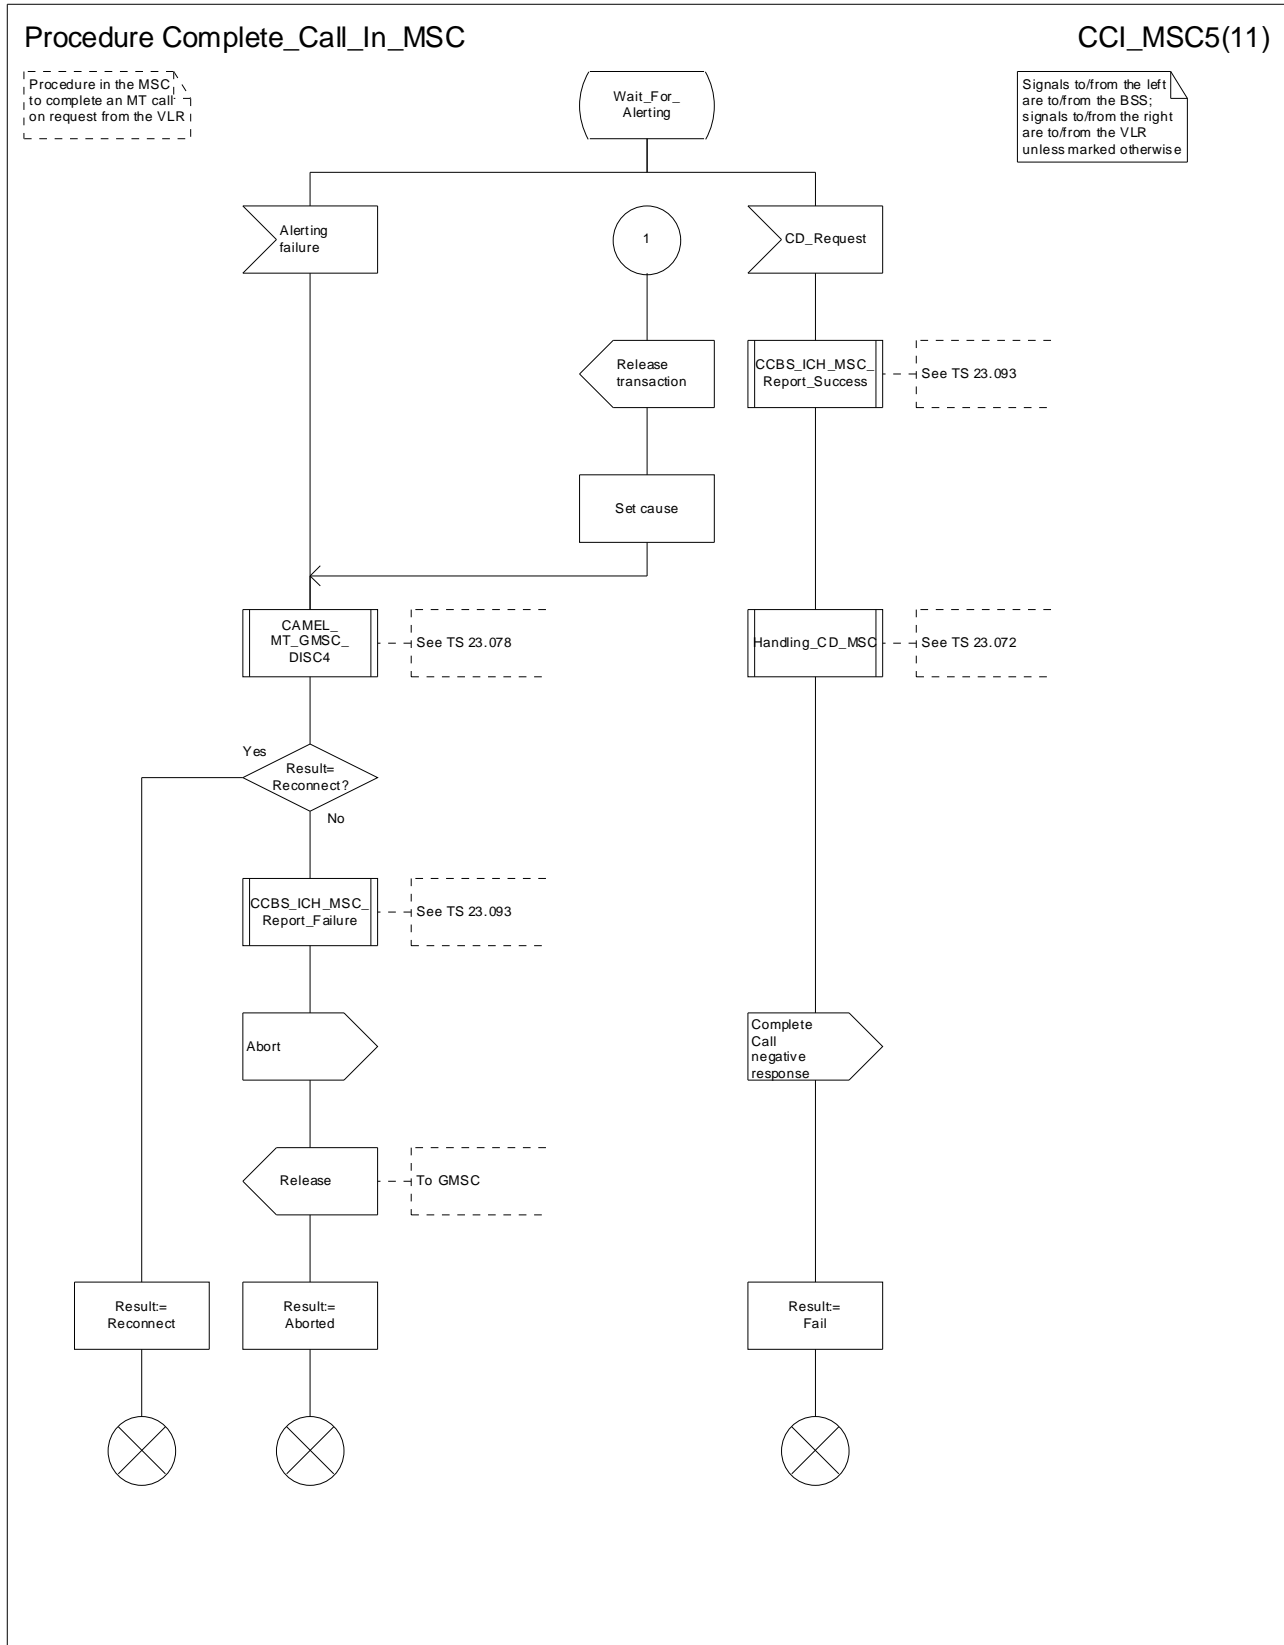 Procedure Complete_Call_In_MSC
CCI_MSC5(11)
Procedure in the MSC
to complete an MT call
on request from the VLR
Wait_For_
Alerting
Signals to/from the left
are to/from the BSS;
signals to/from the right
are to/from the VLR
unless marked otherwise
Alerting
failure
1
CD_Request
Release
transaction
CCBS_ICH_MSC_
Report_Success
See TS 23.093
Set cause
CAMEL_
MT_GMSC_
DISC4
See TS 23.078
Handling_CD_MSC
See TS 23.072
Yes
Result=
Reconnect?
No
CCBS_ICH_MSC_
Report_Failure
See TS 23.093
Abort
Complete
Call
negative
response
Release
To GMSC
Result:=
Reconnect
Result:=
Aborted
Result:=
Fail